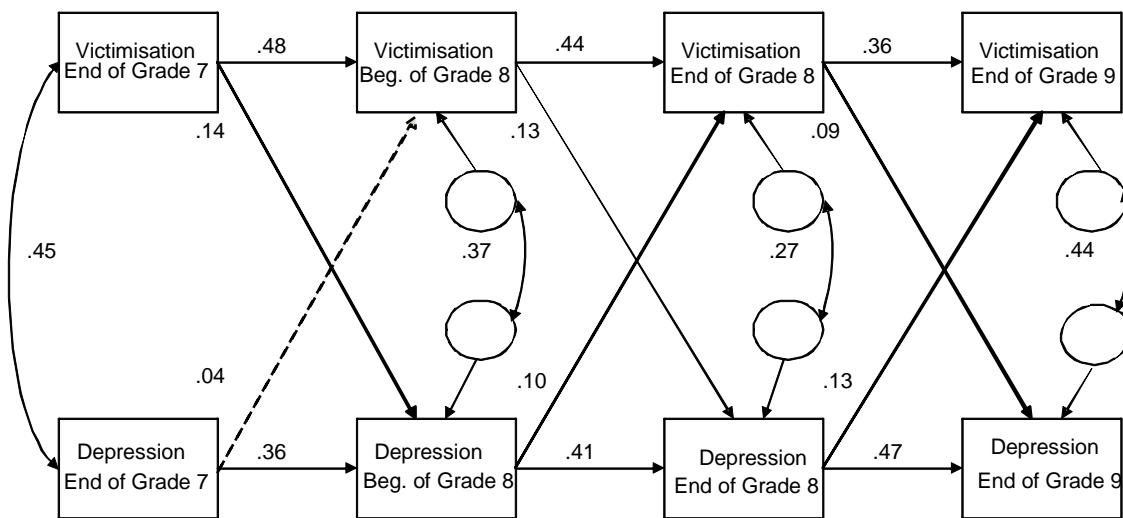 Victimisation
End of Grade 7
.48
Victimisation
Beg. of Grade 8
.44
Victimisation
End of Grade 8
.36
Victimisation
End of Grade 9
.14
.13
.09
.45
.37
.27
.44
.04
.10
.13
Depression
End of Grade 7
.36
Depression
Beg. of Grade 8
.41
Depression
End of Grade 8
.47
Depression
End of Grade 9